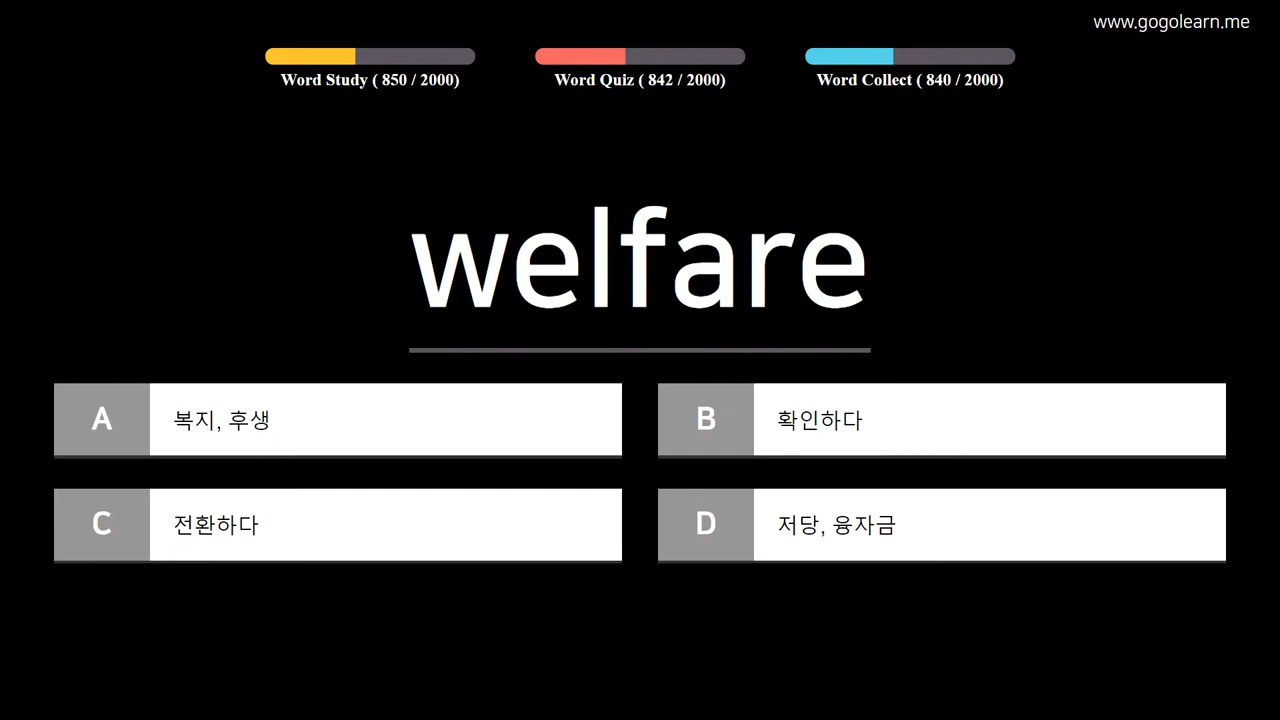 www.gogolearn.me
Word Study ( 850 / 2000)
Word Quiz ( 842 / 2000)
Word Collect ( 840 / 2000)
welfare
A 복지, 후생
B 확인하다
C 전환하다
D 저당, 융자금